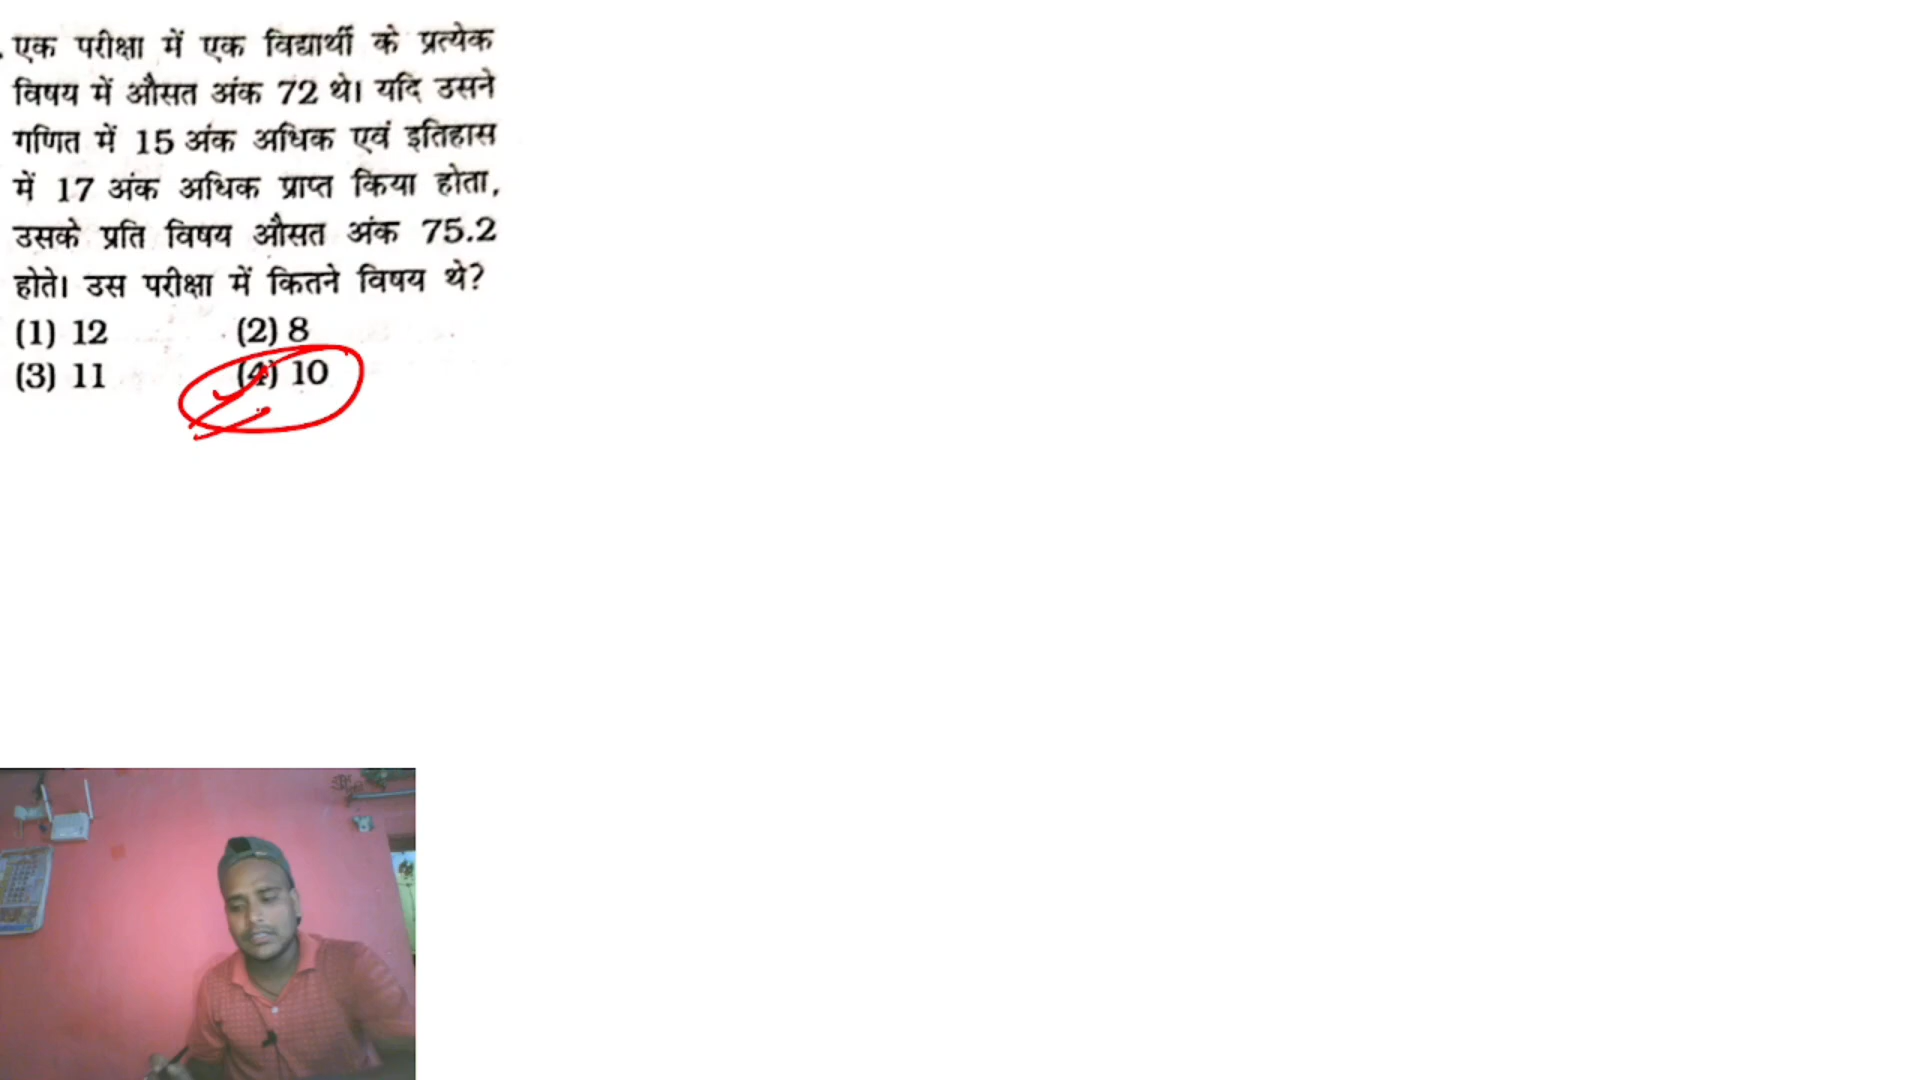 . एक परीक्षा में एक विद्यार्थी के प्रत्येक
विषय में औसत अंक 72 थे। यदि उसने
गणित में 15 अंक अधिक एवं इतिहास
में 17 अंक अधिक प्राप्त किया होता,
उसके प्रति विषय औसत अंक 75.2
होते। उस परीक्षा में कितने विषय थे?
(1) 12 (2) 8
(3) 11 (4) 10